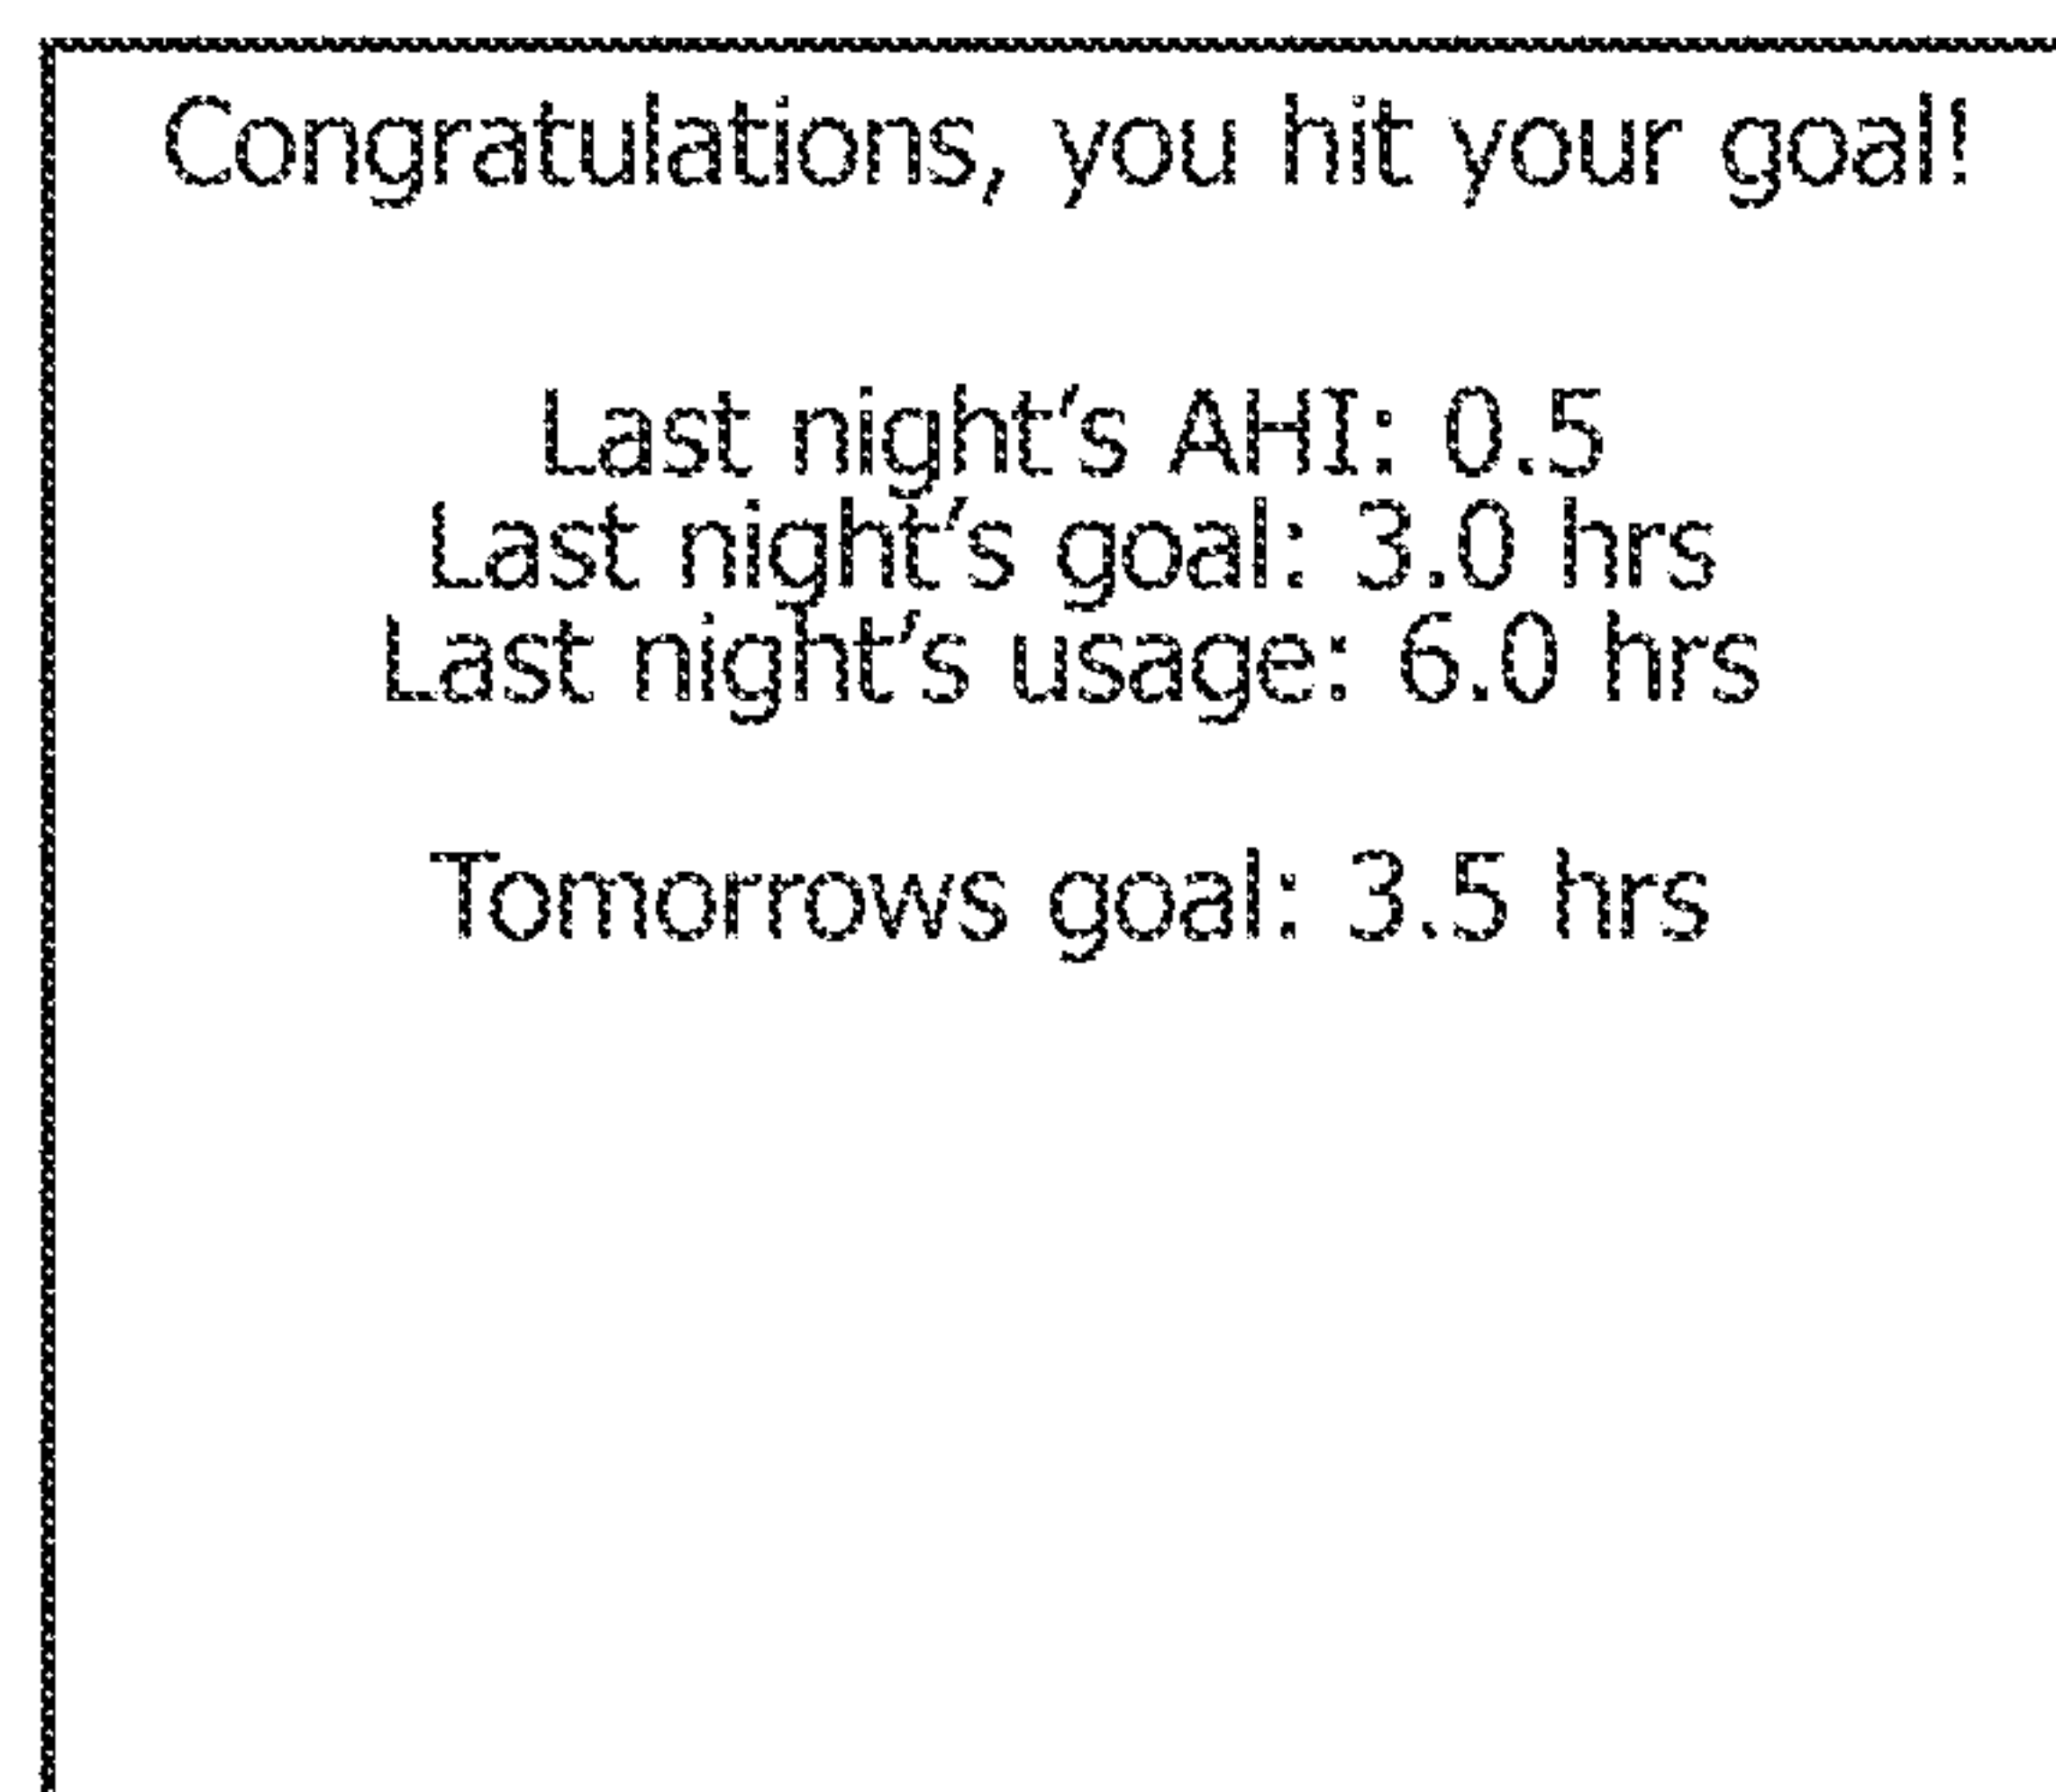 Congratulations, you hit your goal!
Last night's AHI: 0.5
Last night's goal: 3.0 hrs
Last night's usage: 6.0 hrs
Tomorrows goal: 3.5 hrs